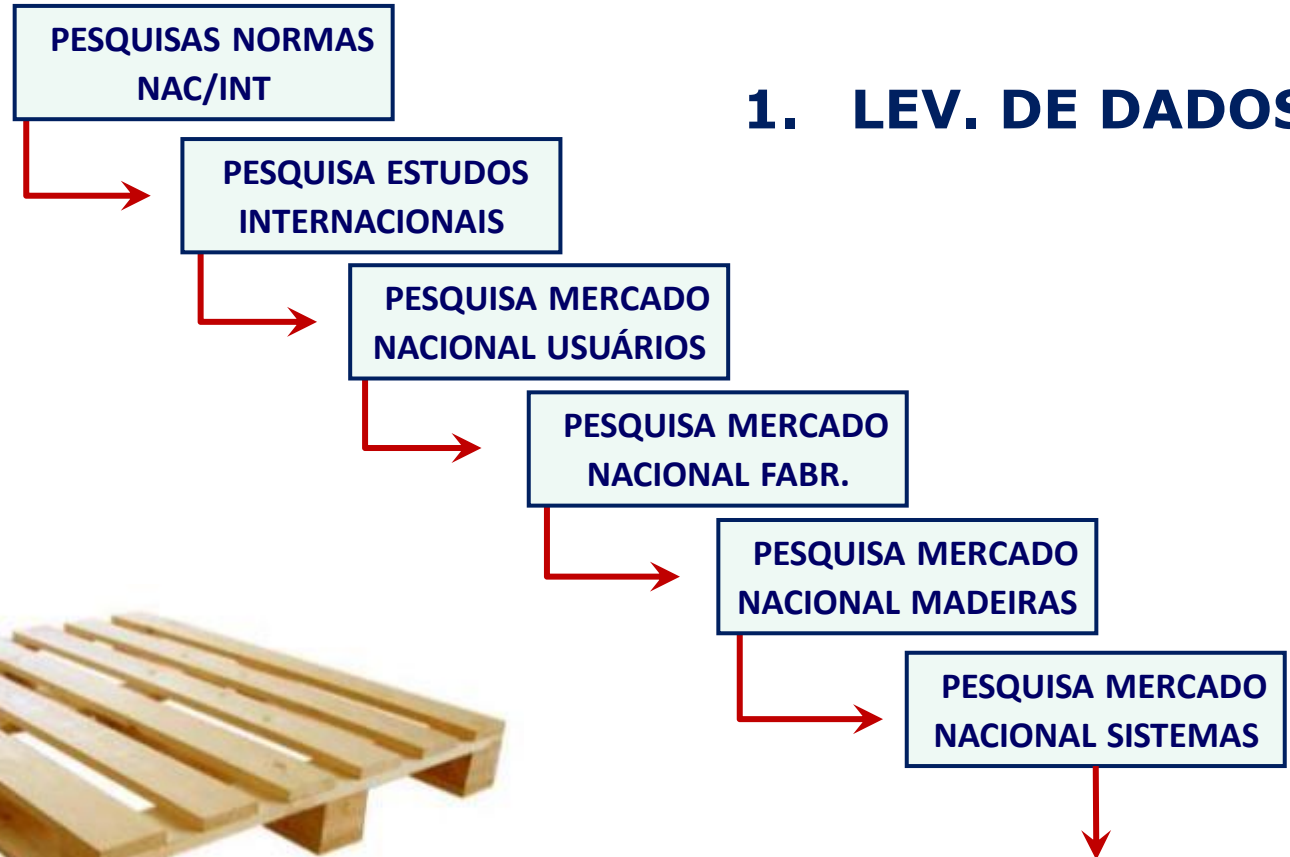 PESQUISAS NORMAS
NAC/INT
1. LEV. DE DADOS
PESQUISA ESTUDOS
INTERNACIONAIS
PESQUISA MERCADO
NACIONAL USUÁRIOS
PESQUISA MERCADO
NACIONAL FABR.
PESQUISA MERCADO
NACIONAL MADEIRAS
PESQUISA MERCADO
NACIONAL SISTEMAS